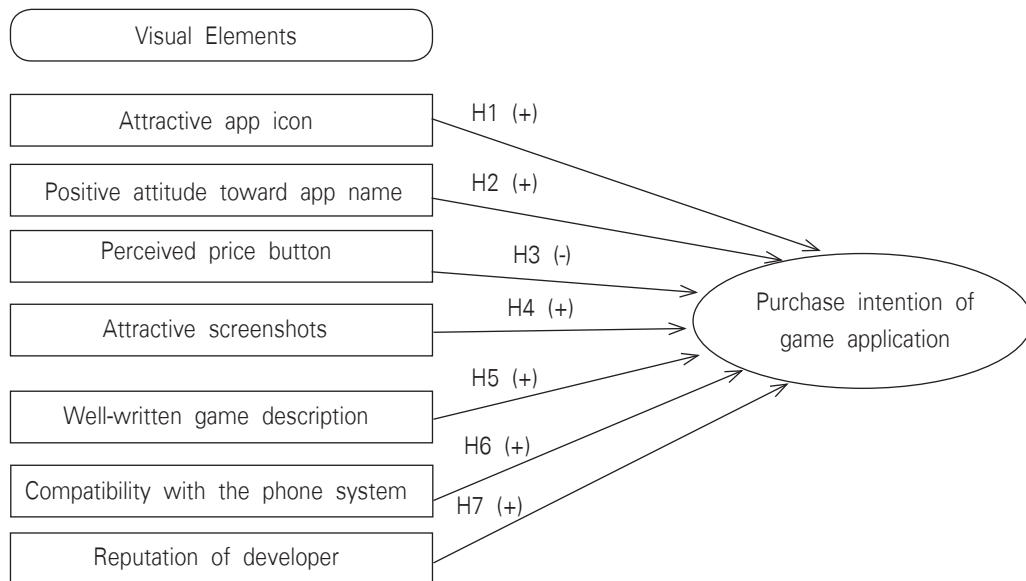 Visual Elements
Attractive app icon
H1 (+)
Positive attitude toward app name
H2 (+)
Perceived price button
H3 (-)
Attractive screenshots
H4 (+)
Purchase intention of
game application
Well-written game description
H5 (+)
Compatibility with the phone system
H6 (+)
Reputation of developer
H7 (+)